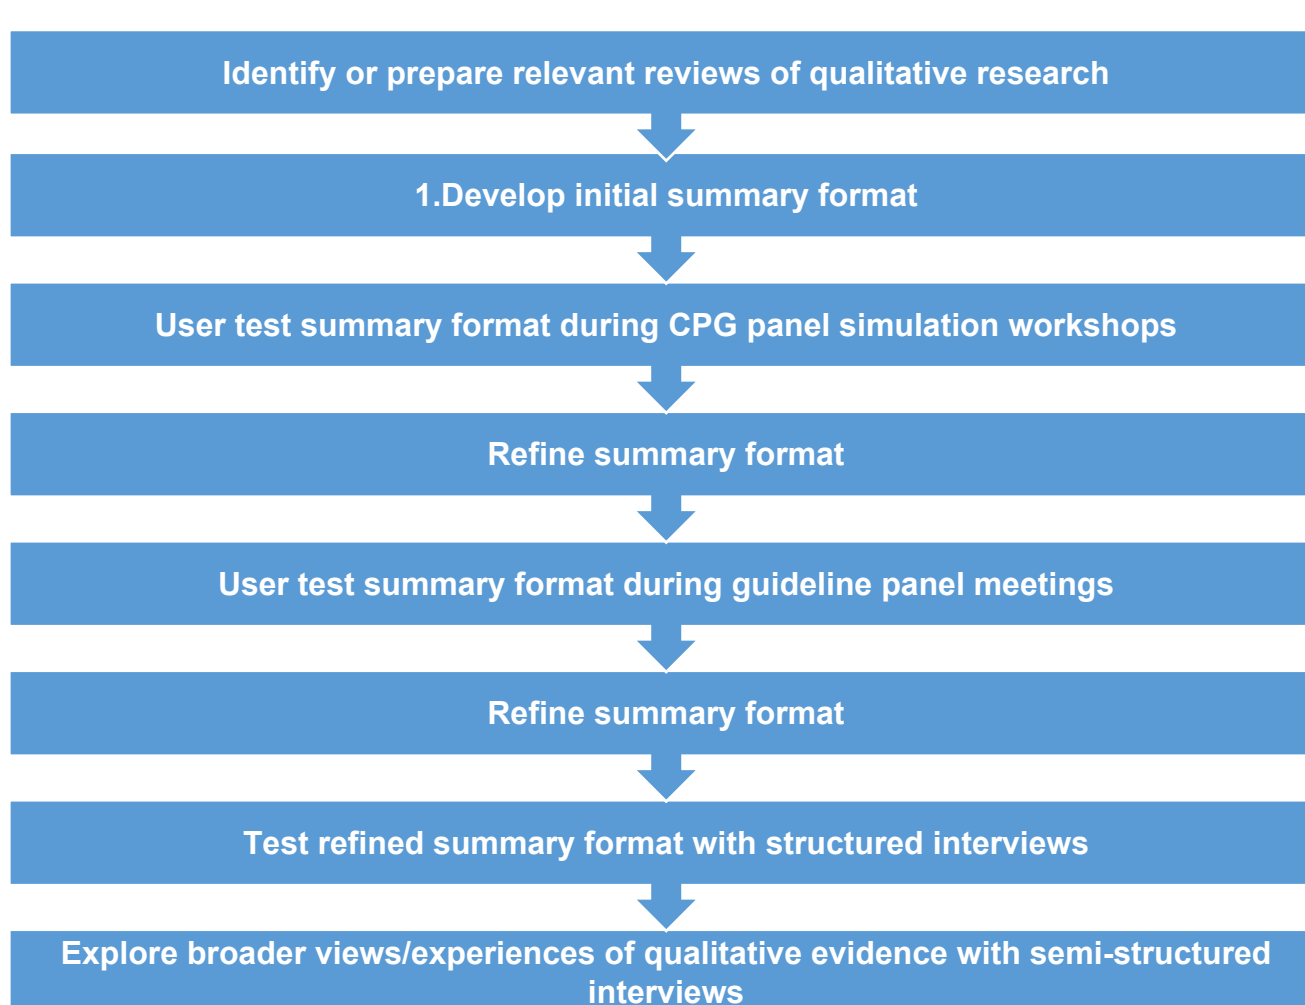 Identify or prepare relevant reviews of qualitative research
1.Develop initial summary format
User test summary format during CPG panel simulation workshops
Refine summary format
User test summary format during guideline panel meetings
Refine summary format
Test refined summary format with structured interviews
Explore broader views/experiences of qualitative evidence with semi-structured
interviews